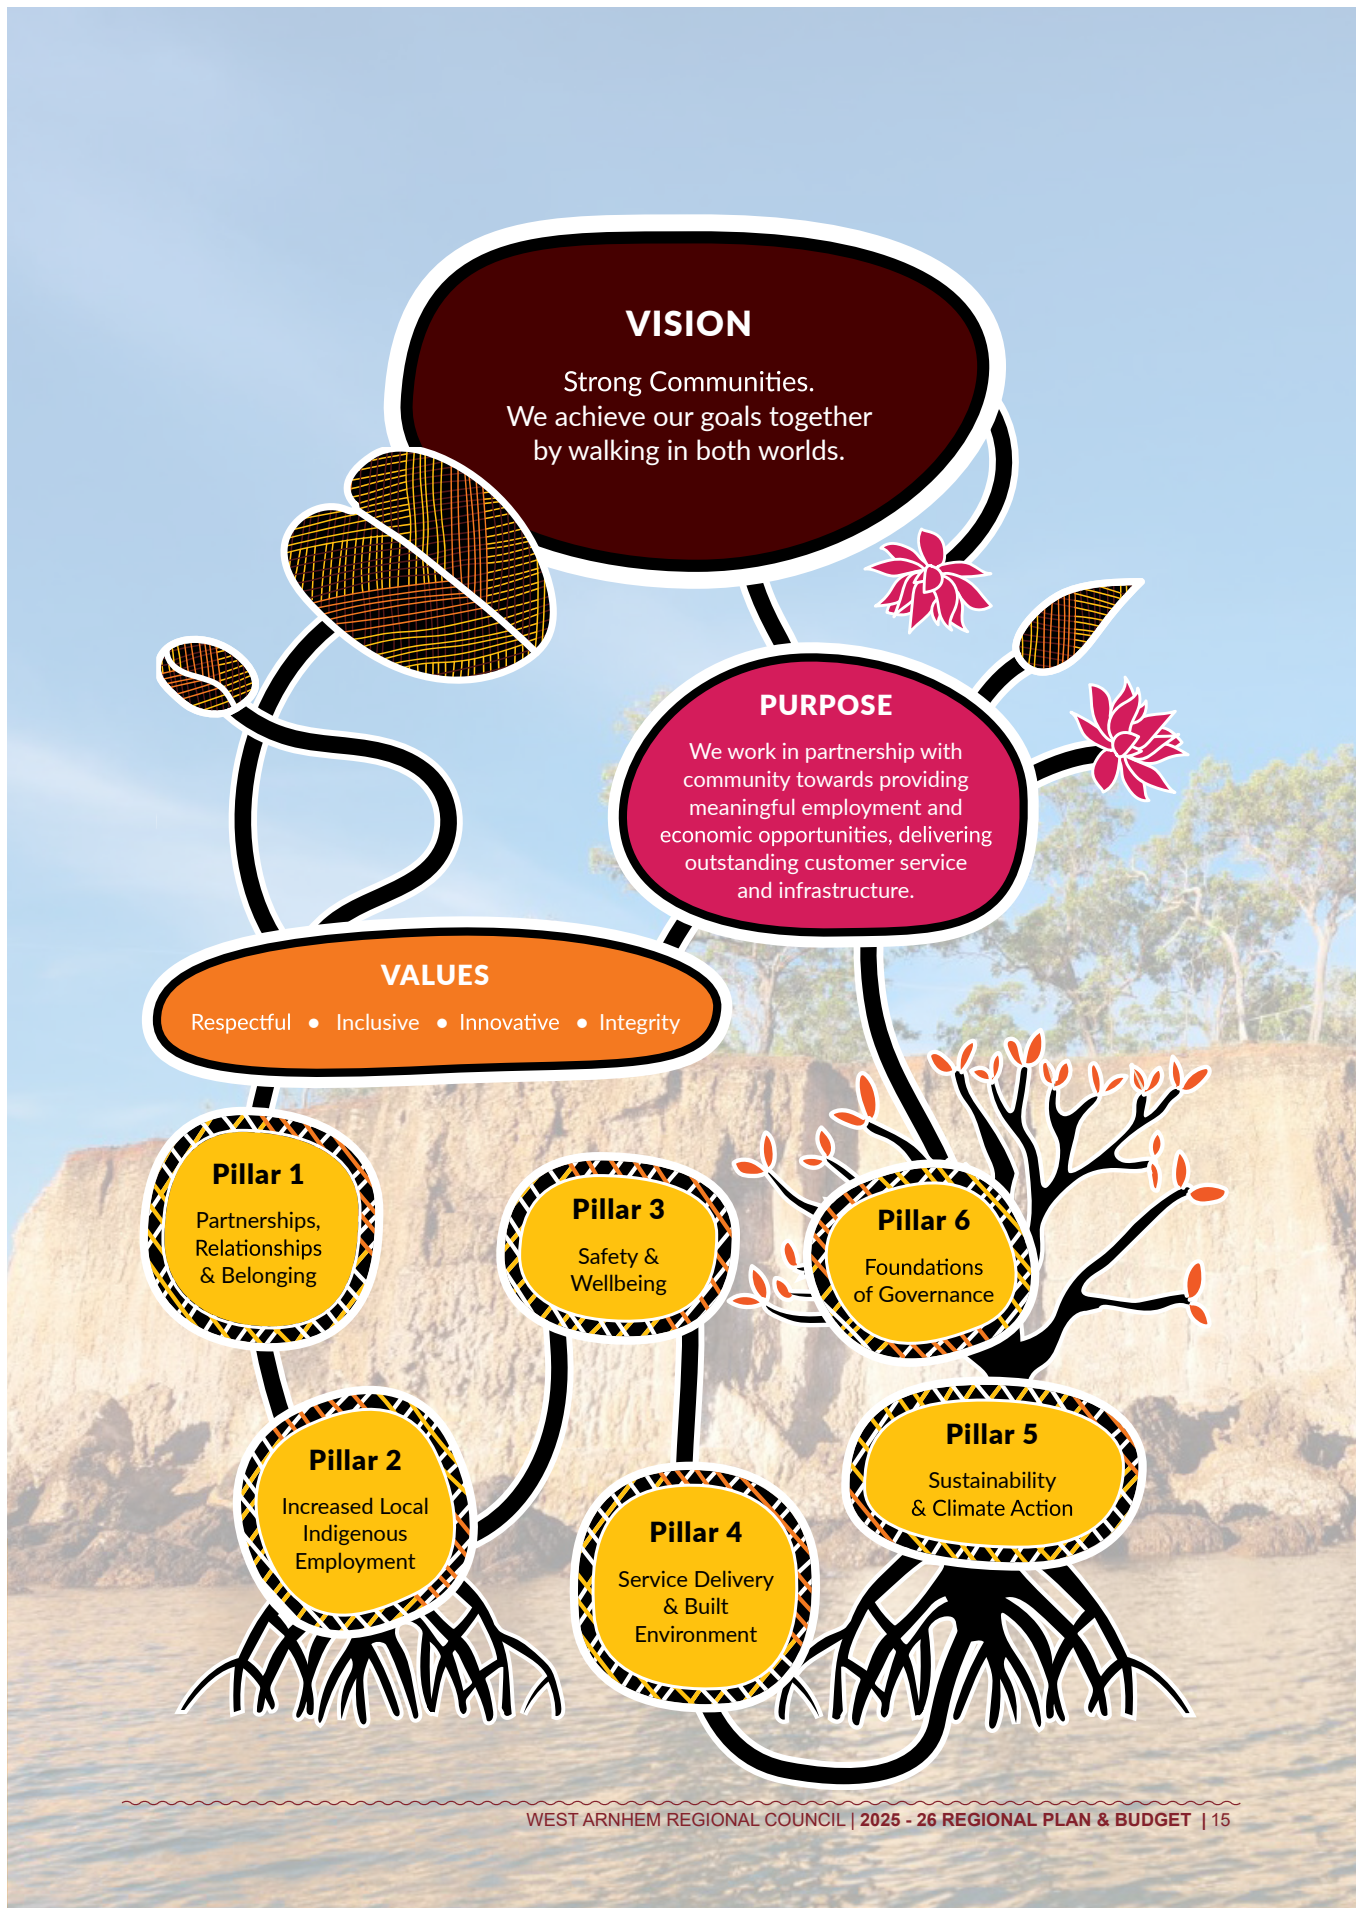 VISION
Strong Communities.
We achieve our goals together
by walking in both worlds.
PURPOSE
We work in partnership with
community towards providing
meaningful employment and
economic opportunities, delivering
outstanding customer service
and infrastructure.
VALUES
Respectful ● Inclusive ● Innovative ● Integrity
Pillar 1
Partnerships,
Relationships
& Belonging
Pillar 2
Increased Local
Indigenous
Employment
Pillar 3
Safety &
Wellbeing
Pillar 4
Service Delivery
& Built
Environment
Pillar 5
Sustainability
& Climate Action
Pillar 6
Foundations
of Governance
WEST ARNHEM REGIONAL COUNCIL | 2025 - 26 REGIONAL PLAN & BUDGET | 15